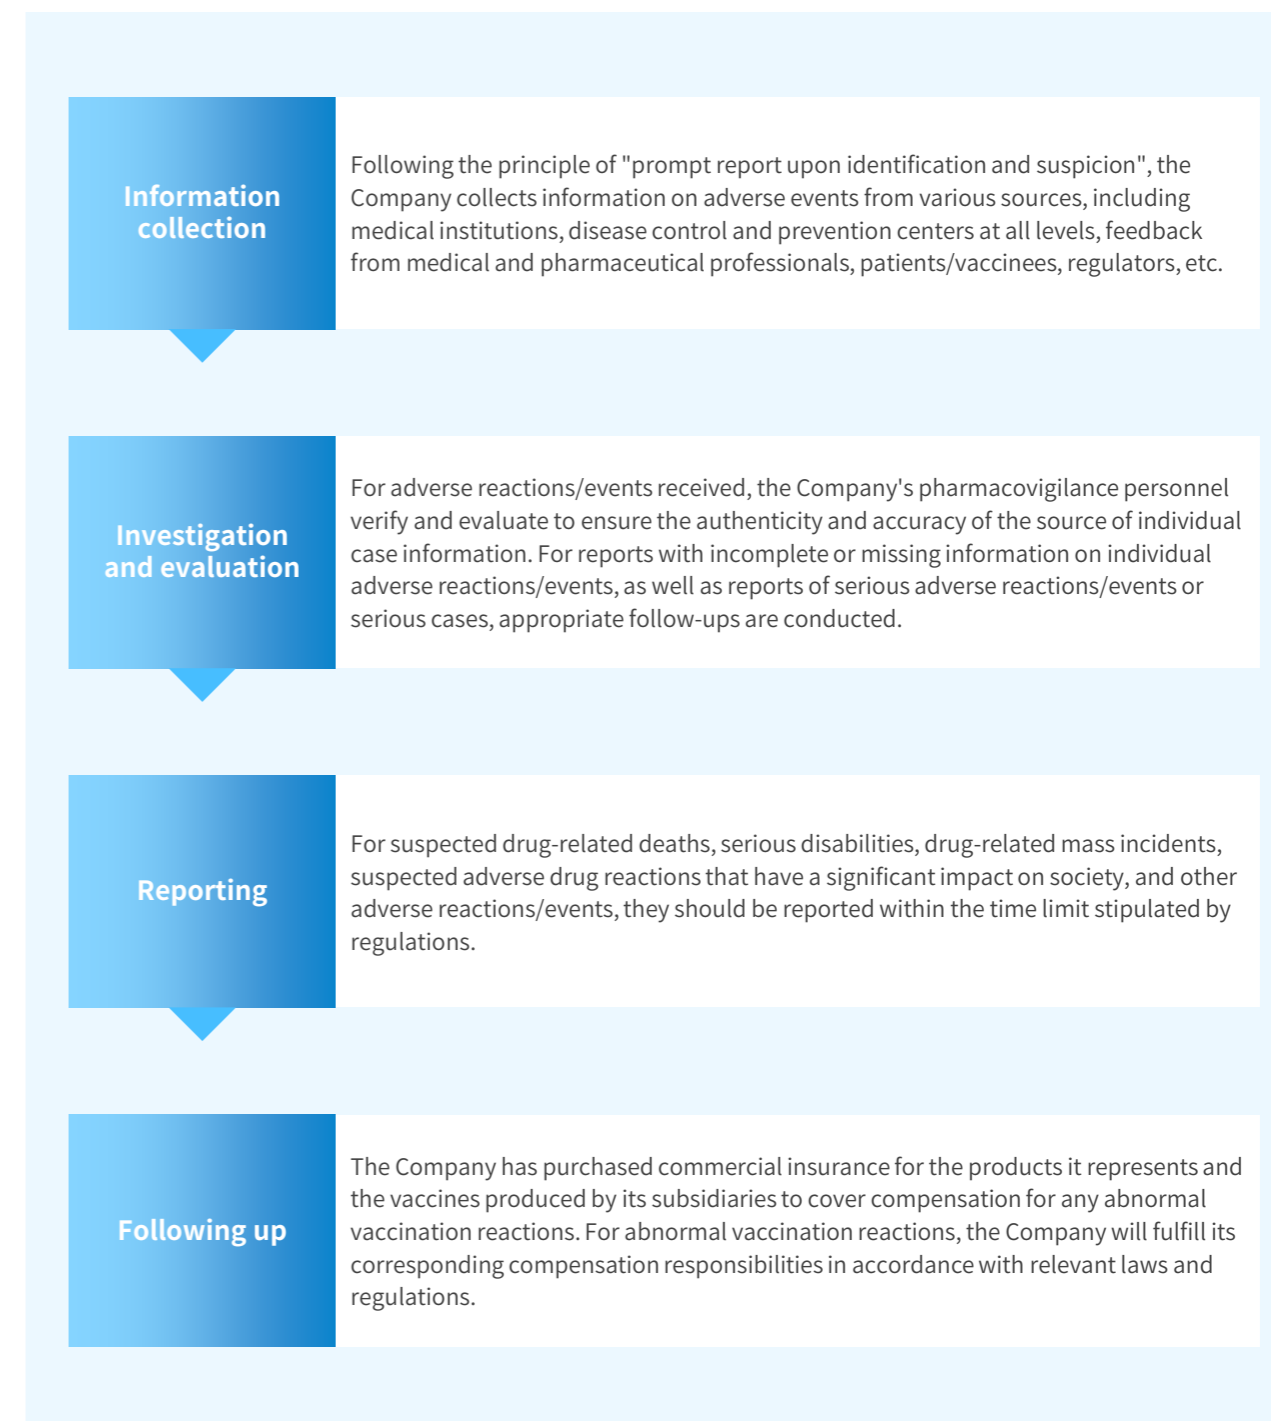 Information
collection
Following the principle of "prompt report upon identification and suspicion", the
Company collects information on adverse events from various sources, including
medical institutions, disease control and prevention centers at all levels, feedback
from medical and pharmaceutical professionals, patients/vaccinees, regulators, etc.
Investigation
and evaluation
For adverse reactions/events received, the Company's pharmacovigilance personnel
verify and evaluate to ensure the authenticity and accuracy of the source of individual
case information. For reports with incomplete or missing information on individual
adverse reactions/events, as well as reports of serious adverse reactions/events or
serious cases, appropriate follow-ups are conducted.
Reporting
For suspected drug-related deaths, serious disabilities, drug-related mass incidents,
suspected adverse drug reactions that have a significant impact on society, and other
adverse reactions/events, they should be reported within the time limit stipulated by
regulations.
Following up
The Company has purchased commercial insurance for the products it represents and
the vaccines produced by its subsidiaries to cover compensation for any abnormal
vaccination reactions. For abnormal vaccination reactions, the Company will fulfill its
corresponding compensation responsibilities in accordance with relevant laws and
regulations.